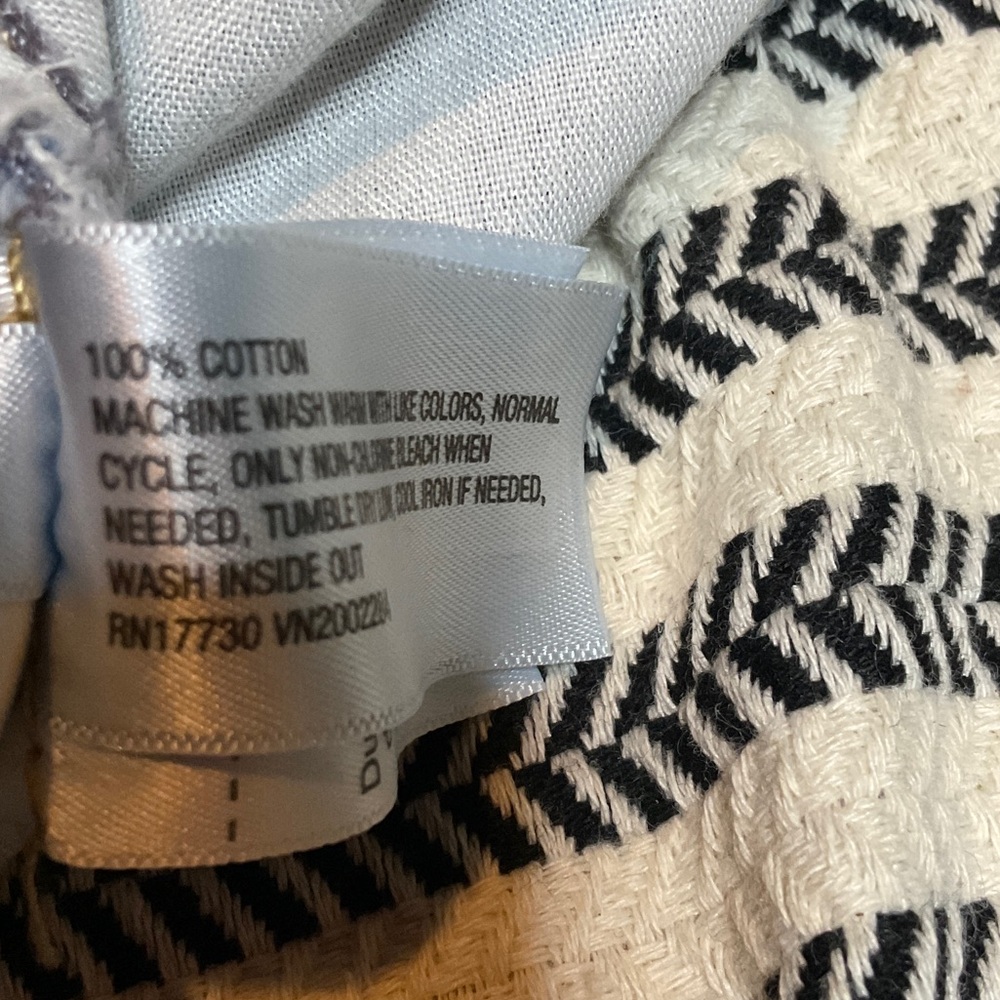 100% COTTON
MACHINE WASH WARM WITH LIKE COLORS, NORMAL
CYCLE, ONLY NON-CHLORINE BLEACH WHEN
NEEDED, TUMBLE DRY LOW, COOL IRON IF NEEDED,
WASH INSIDE OUT
RN17730
Du